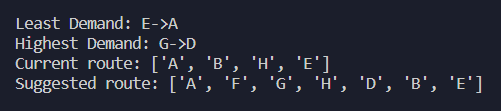 Least Demand: E->A
Highest Demand: G->D
Current route: ['A', 'B', 'H', 'E']
Suggested route: ['A', 'F', 'G', 'H', 'D', 'B', 'E']